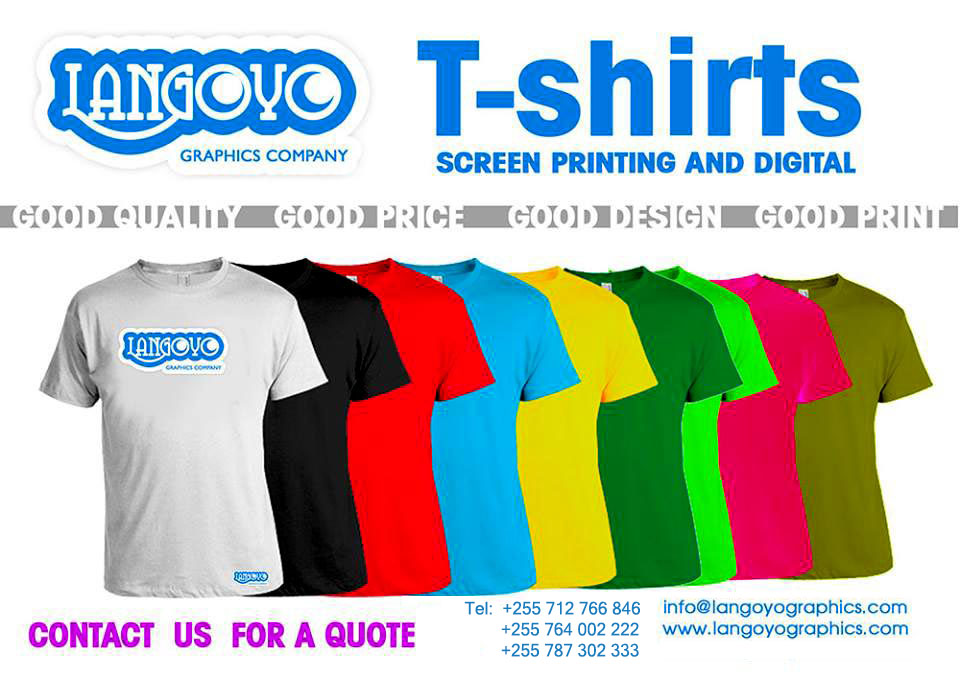 LANGOYO
GRAPHICS COMPANY
T-shirts
SCREEN PRINTING AND DIGITAL
GOOD QUALITY GOOD PRICE GOOD DESIGN GOOD PRINT
LANGOYO
GRAPHICS COMPANY
LANGOYO
CONTACT US FOR A QUOTE
Tel: +255 712 766 846
+255 764 002 222
+255 787 302 333
info@langoyographics.com
www.langoyographics.com